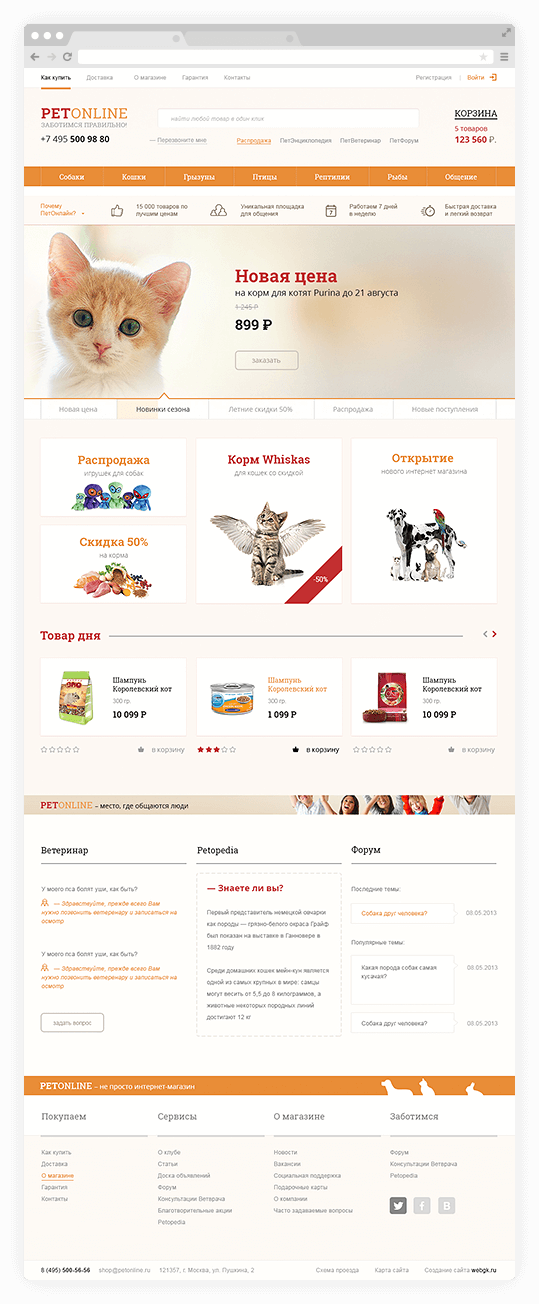 Как купить Доставка О магазине Гарантия Контакты Регистрация | Войти
PETONLINE
ЗАБОТИМСЯ ПРАВИЛЬНО!
+7 495 500 98 80
найти любой товар в один клик
— Перезвоните мне Распродажа ПетЭнциклопедия ПетВетеринар ПетФорум
КОРЗИНА
5 товаров
123 560 Р.
Собаки Кошки Грызуны Птицы Рептилии Рыбы Общение
Почему
ПетОнлайн?
15 000 товаров по
лучшим ценам
Уникальная площадка
для общения
7
Работаем 7 дней
в неделю
Быстрая доставка
и легкий возврат
Новая цена
на корм для котят Purina до 21 августа
1 245 ₽
899 ₽
заказать
Новая цена Новинки сезона Летние скидки 50% Распродажа Новые поступления
Распродажа
игрушек для собак
Скидка 50%
на корма
Корм Whiskas
для кошек со скидкой
-50%
Открытие
нового интернет магазина
Товар дня
Шампунь
Королевский кот
300 гр.
10 099 Р
в корзину
Шампунь
Королевский кот
300 гр.
1 099 Р
в корзину
Шампунь
Королевский кот
300 гр.
10 099 Р
в корзину
PETONLINE – место, где общаются люди
Ветеринар
У моего пса болят уши, как быть?
— Здравствуйте, прежде всего Вам
нужно позвонить ветеренару и записаться на
осмотр
У моего пса болят уши, как быть?
— Здравствуйте, прежде всего Вам
нужно позвонить ветеренару и записаться на
осмотр
задать вопрос
Petopedia
— Знаете ли вы?
Первый представитель немецкой овчарки
как породы — грязно-белого окраса Грайф
был показан на выставке в Ганновере в
1882 году
Среди домашних кошек мейн-кун является
одной из самых крупных в мире: самцы
могут весить от 5,5 до 8 килограммов, а
животные некоторых породных линий
достигают 12 кг
Форум
Последние темы:
Собака друг человека? 08.05.2013
Популярные темы:
Какая порода собак самая
кусачая?
08.05.2013
Собака друг человека? 08.05.2013
PETONLINE – не просто интернет-магазин
Покупаем
Как купить
Доставка
О магазине
Гарантия
Контакты
Сервисы
О клубе
Статьи
Доска объявлений
Форум
Консультации Ветврача
Благотворительные акции
Petopedia
О магазине
Новости
Вакансии
Социальная поддержка
Подарочные карты
О компании
Часто задаваемые вопросы
Заботимся
Форум
Консультации Ветврача
Petopedia
8 (495) 500-56-56 shop@petonline.ru 121357, г. Москва, ул. Пушкина, 2 Схема проезда Карта сайта Создание сайта webgk.ru